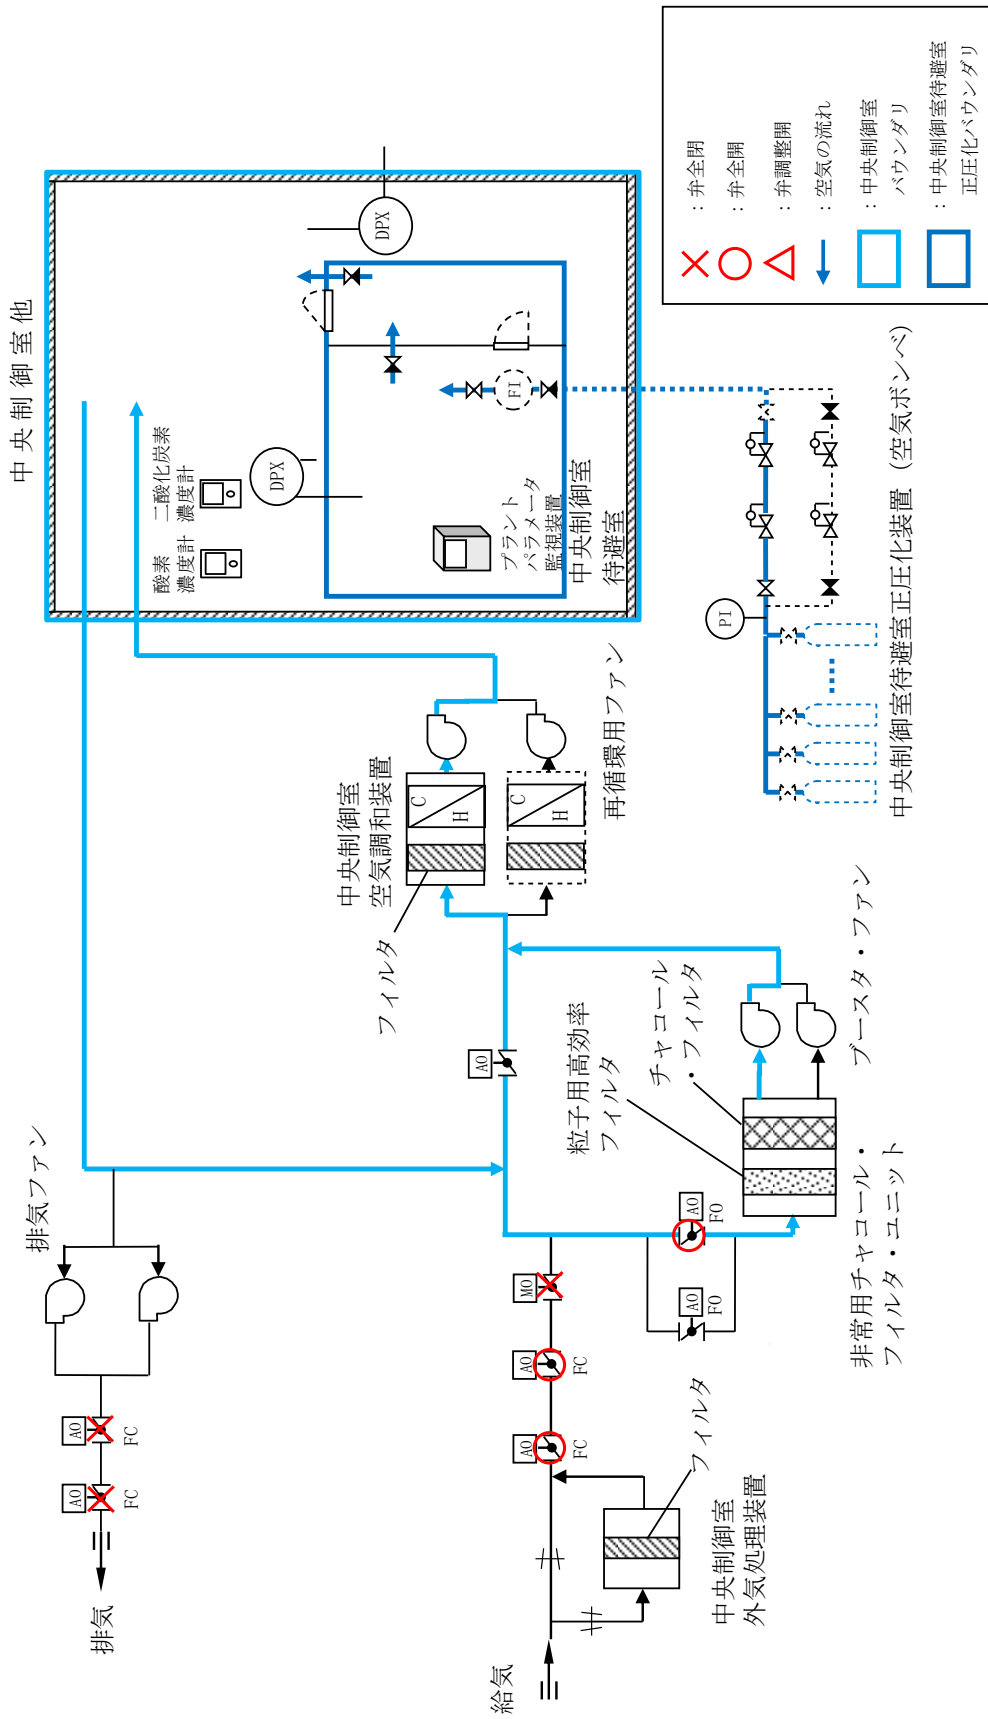 中央制御室他
酸素
濃度計
二酸化炭素
濃度計
DPX
DPX
プラント
パラメータ
監視装置
中央制御室
待避室
FI
PI
中央制御室待避室正圧化装置（空気ボンベ）
：弁全閉
：弁全開
：弁調整開
：空気の流れ
：中央制御室
バウンダリ
：中央制御室待避室
正圧化バウンダリ
中央制御室
空気調和装置
フィルタ
C
H
C
H
再循環用ファン
AO
排気ファン
AO
FC
AO
FC
排気
給気
AO
FC
AO
FC
MO
フィルタ
中央制御室
外気処理装置
AO
FO
AO
FO
粒子用高効率
フィルタ
チャコール
・フィルタ
ブースタ・ファン
非常用チャコール・
フィルタ・ユニット